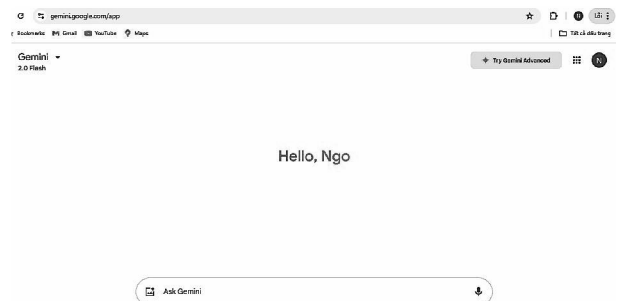 gemini.google.com/app
Bookmarks Gmail YouTube Maps Tất cả dấu trang
Gemini
2.0 Flash
Try Gemini Advanced
N
Hello, Ngo
Ask Gemini